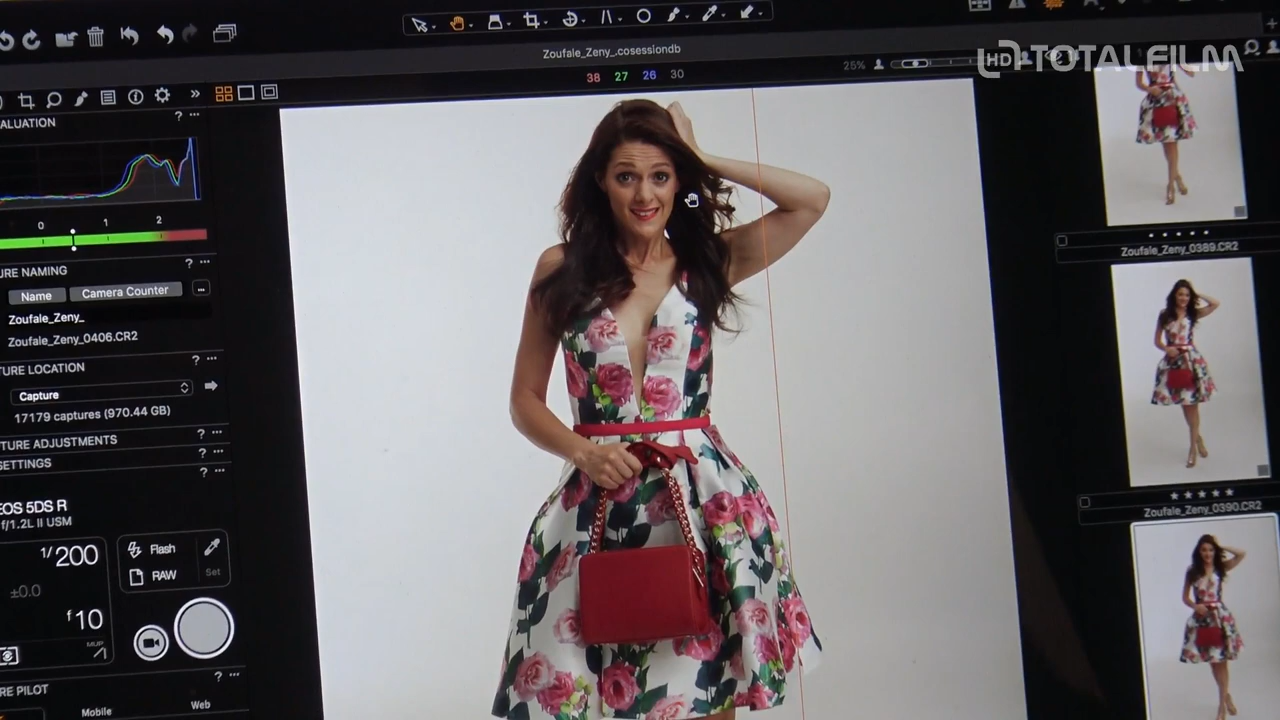 HD TOTALFILM
Zoufale_Zeny_.cosessiondb
38 27 26 30
25%
ALUATION
0 1 2
URE NAMING
Name Camera Counter
Zoufale_Zeny_
Zoufale_Zeny_0406.CR2
TURE LOCATION
Capture
17179 captures (970.44 GB)
TURE ADJUSTMENTS
SETTINGS
EOS 5DS R
f/1.2L II USM
1/200
±0.0
f10
Flash
RAW
Set
RE PILOT
Mobile
Web
Zoufale_Zeny_0389.CR2
Zoufale_Zeny_0390.CR2